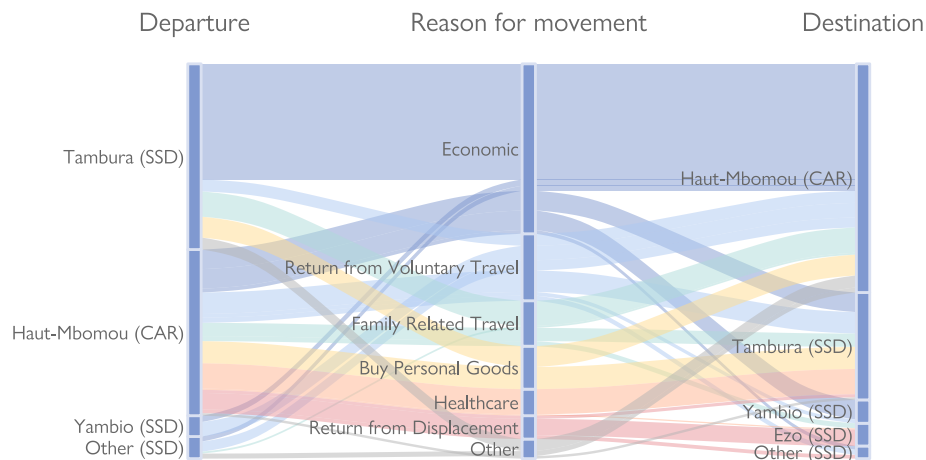 Departure
Reason for movement
Destination
Tambura (SSD)
Haut-Mbomou (CAR)
Yambio (SSD)
Other (SSD)
Economic
Return from Voluntary Travel
Family Related Travel
Buy Personal Goods
Healthcare
Return from Displacement
Other
Haut-Mbomou (CAR)
Tambura (SSD)
Yambio (SSD)
Ezo (SSD)
Other (SSD)